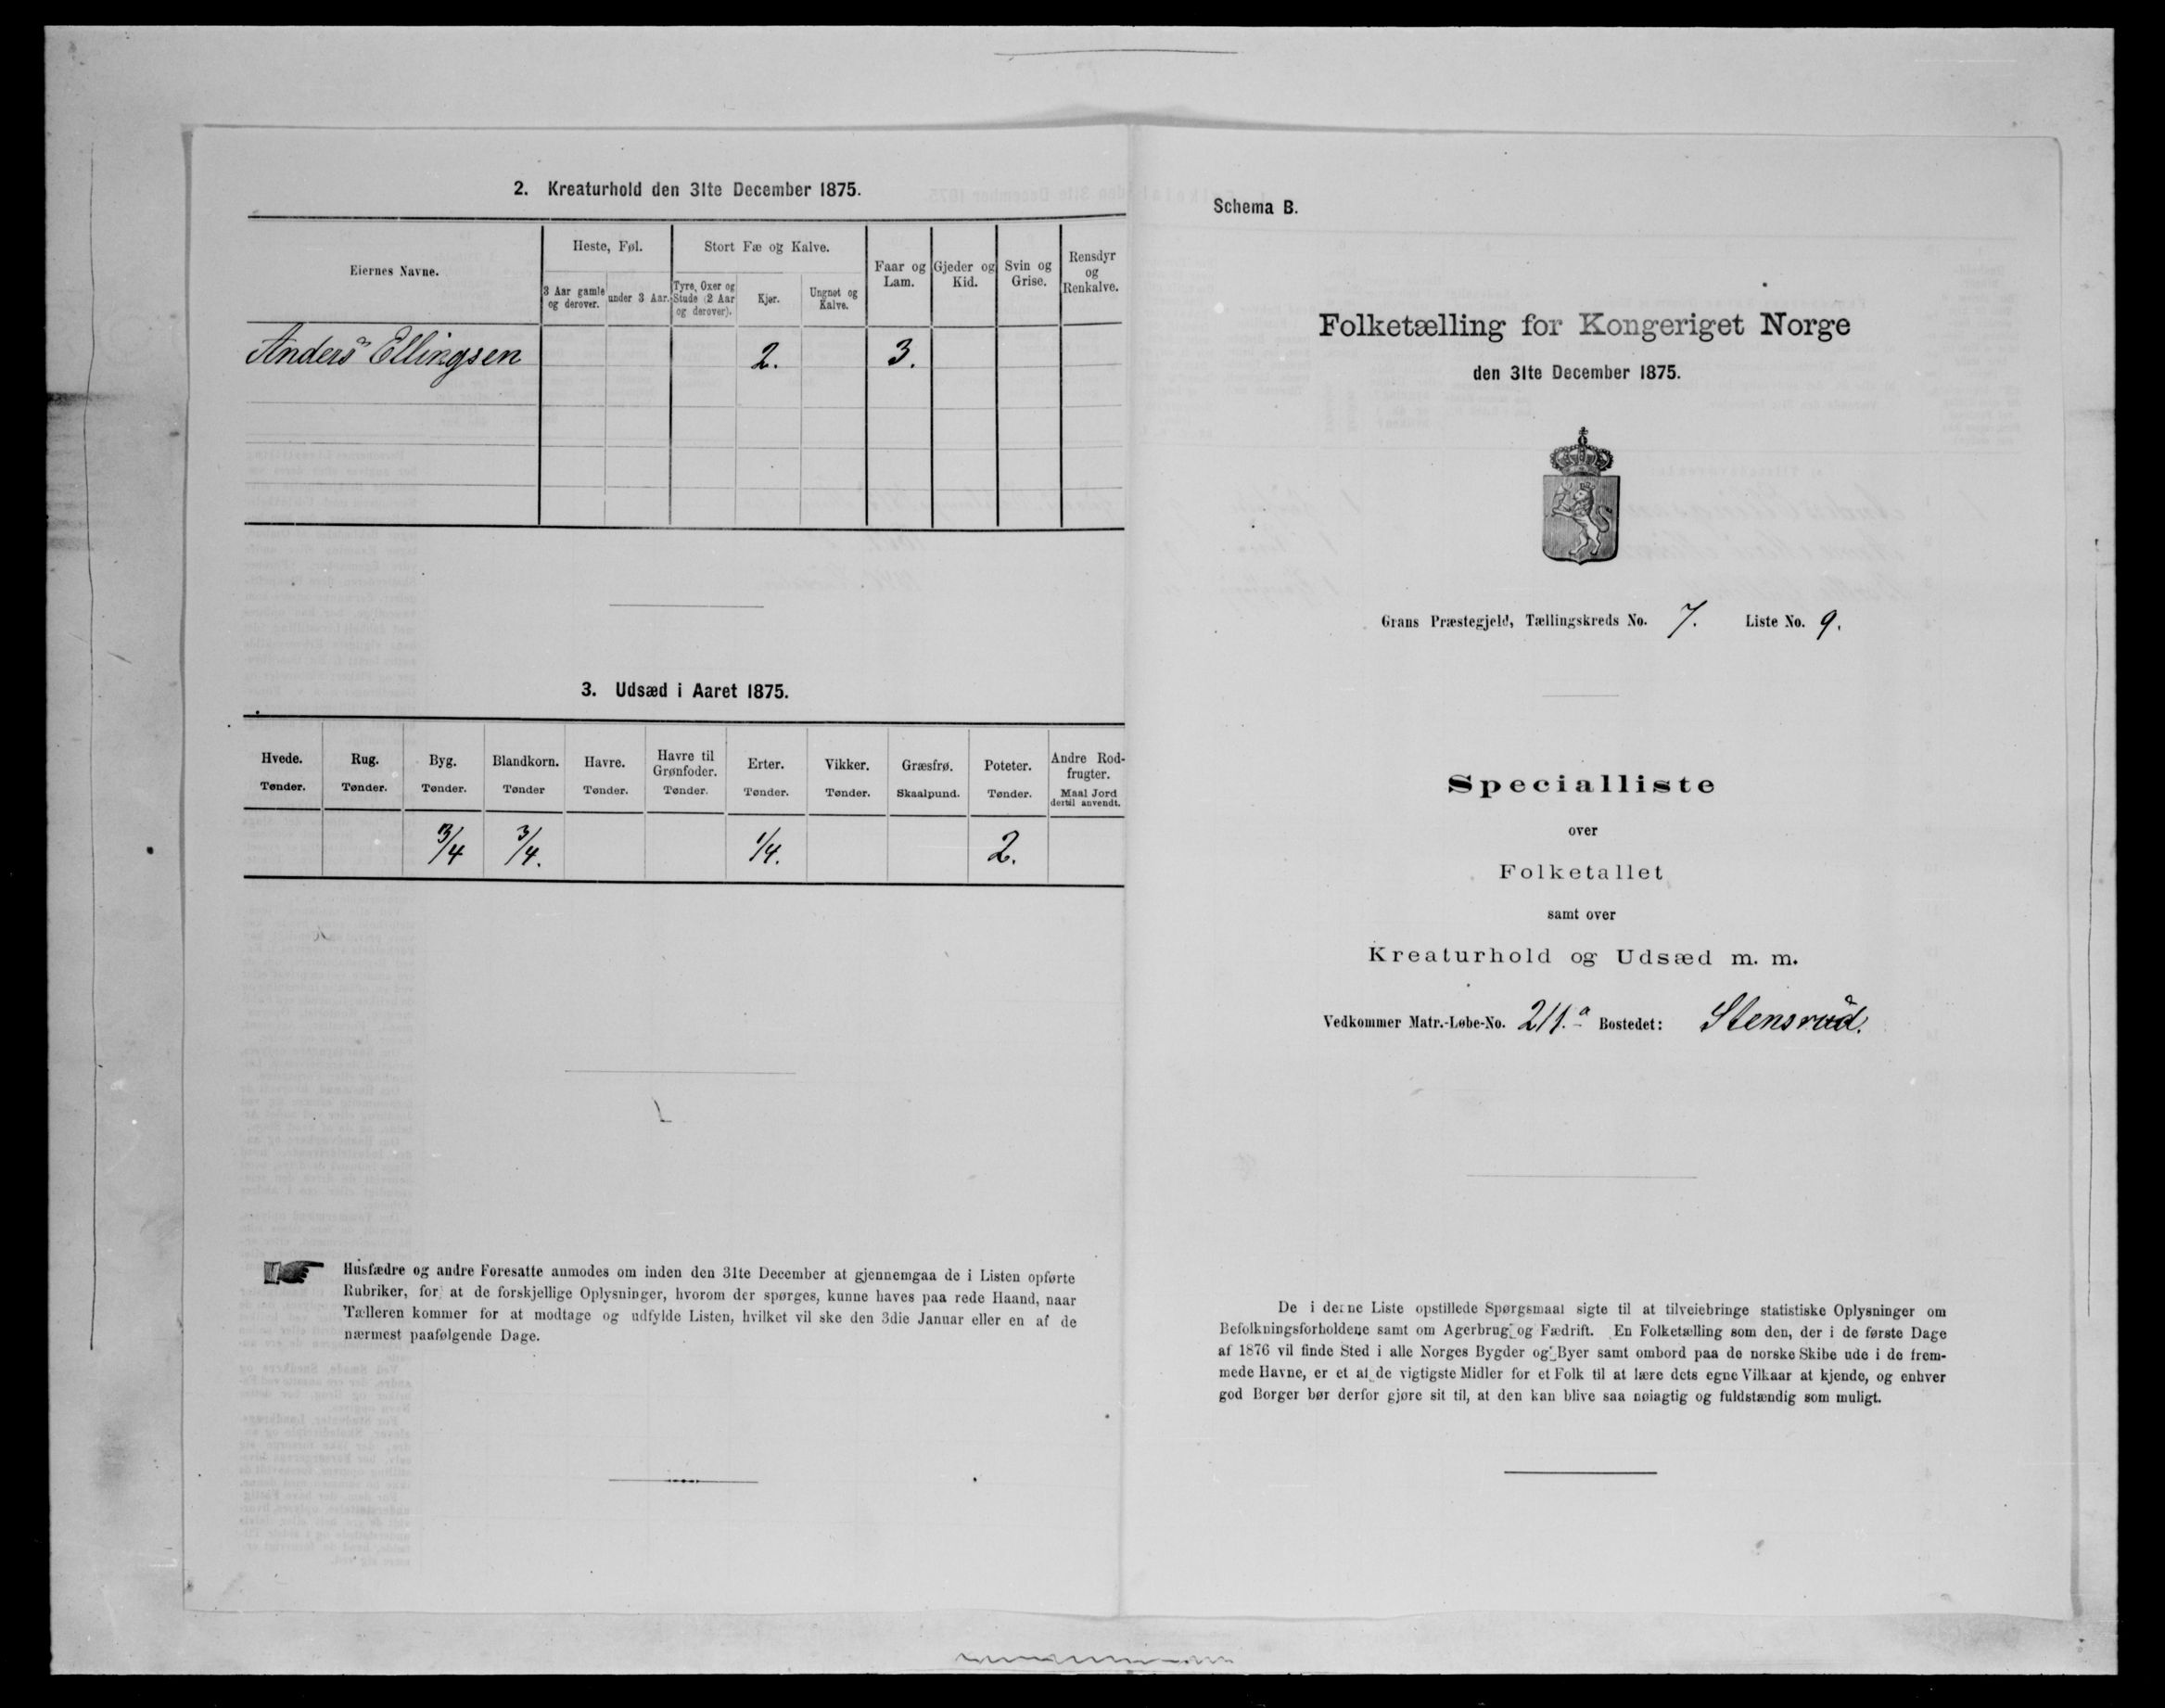 2. Kreaturhold den 31te December 1875.
Eiernes Navne.
Heste, Føl.
Stort Fæ og Kalve.
Faar og Lam.
Gjeder og Kid.
Svin og Grise.
Rensdyr og Renkalve.
3 Aar gamle og derover.
under 3 Aar.
Tyre, Oxer og Stude (2 Aar og derover).
Kjør.
Ungnøt og Kalve.
Anders Ellingsen 2. 3.
3. Udsæd i Aaret 1875.
Hvede. Rug. Byg. Blandkorn. Havre. Havre til Grønfoder. Erter. Vikker. Græsfrø. Poteter. Andre Rodfrugter.
Tønder. Tønder. Tønder. Tønder Tønder. Tønder. Tønder. Tønder. Skaalpund. Tønder. Maal Jord dertil anvendt.
3/4 3/4. 1/4. 2.
Husfædre og andre Foresatte anmodes om inden den 31te December at gjennemgaa de i Listen opførte
Rubriker, for at de forskjellige Oplysninger, hvorom der spørges, kunne haves paa rede Haand, naar
Tælleren kommer for at modtage og udfylde Listen, hvilket vil ske den 3die Januar eller en af de
nærmest paafølgende Dage.
Schema B.
Folketælling for Kongeriget Norge
den 31te December 1875.
Grans Præstegjeld, Tællingskreds No. 7. Liste No. 9.
Specialliste
over
Folketallet
samt over
Kreaturhold og Udsæd m. m.
Vedkommer Matr.-Løbe-No. 211.a Bostedet: Stensrud.
De i denne Liste opstillede Spørgsmaal sigte til at tilveiebringe statistiske Oplysninger om
Befolkningsforholdene samt om Agerbrug og Fædrift. En Folketælling som den, der i de første Dage
af 1876 vil finde Sted i alle Norges Bygder og Byer samt ombord paa de norske Skibe ude i de frem-
mede Havne, er et af de vigtigste Midler for et Folk til at lære dets egne Vilkaar at kjende, og enhver
god Borger bør derfor gjøre sit til, at den kan blive saa nøiagtig og fuldstændig som muligt.